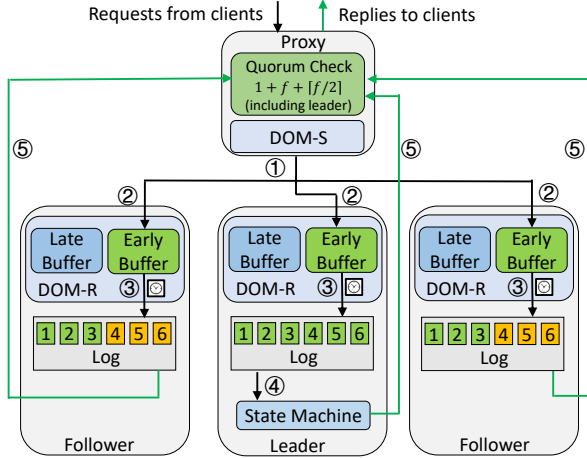 Requests from clients
Replies to clients
Proxy
Quorum Check
1 + f + ⌈f/2⌉
(including leader)
DOM-S
⑤
⑤
⑤
①
②
②
②
Late
Buffer
Early
Buffer
DOM-R
③
1 2 3 4 5 6
Log
Follower
Late
Buffer
Early
Buffer
DOM-R
③
1 2 3 4 5 6
Log
④
State Machine
Leader
Late
Buffer
Early
Buffer
DOM-R
③
1 2 3 4 5 6
Log
Follower